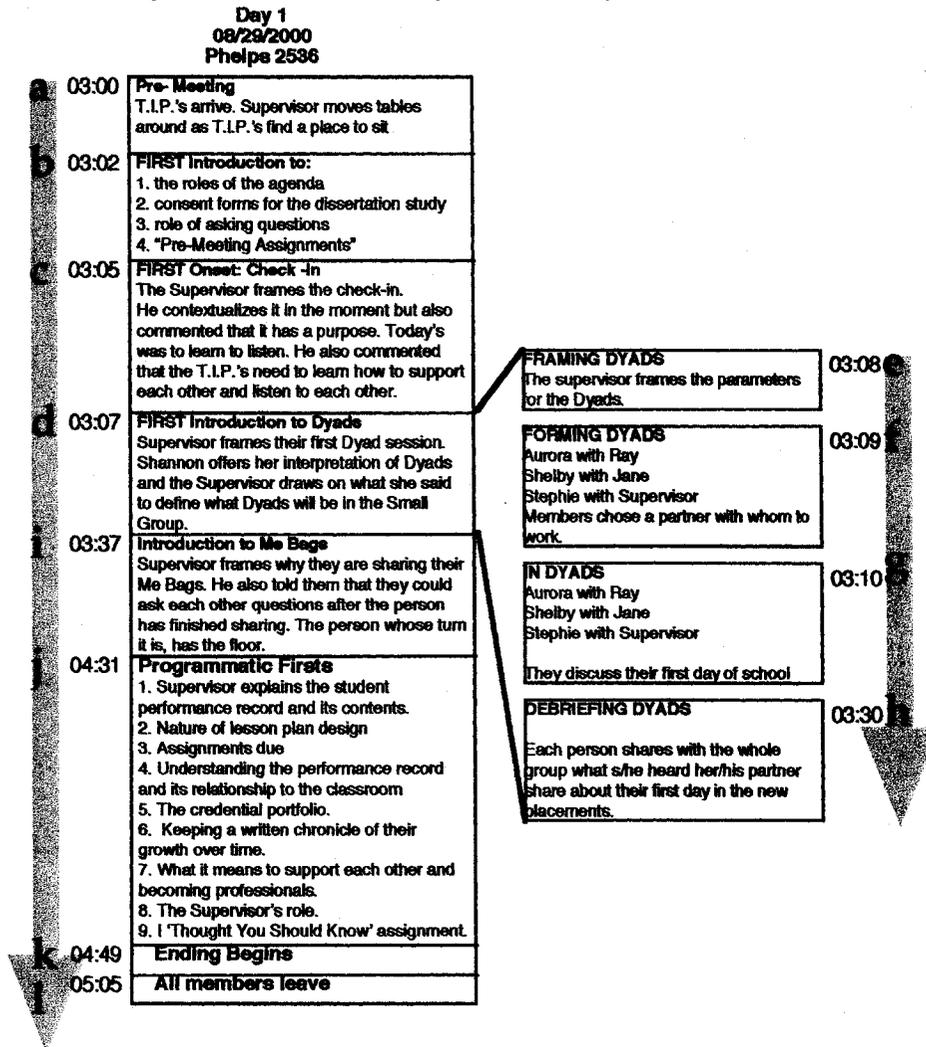 Day 1
08/29/2000
Phelps 2536
a 03:00 Pre- Meeting
T.I.P.'s arrive. Supervisor moves tables
around as T.I.P.'s find a place to sit
b 03:02 FIRST Introduction to:
1. the roles of the agenda
2. consent forms for the dissertation study
3. role of asking questions
4. "Pre-Meeting Assignments"
c 03:05 FIRST Onset: Check -In
The Supervisor frames the check-in.
He contextualizes it in the moment but also
commented that it has a purpose. Today's
was to learn to listen. He also commented
that the T.I.P.'s need to learn how to support
each other and listen to each other.
d 03:07 FIRST Introduction to Dyads
Supervisor frames their first Dyad session.
Shannon offers her interpretation of Dyads
and the Supervisor draws on what she said
to define what Dyads will be in the Small
Group.
i 03:37 Introduction to Me Bags
Supervisor frames why they are sharing their
Me Bags. He also told them that they could
ask each other questions after the person
has finished sharing. The person whose turn
it is, has the floor.
j 04:31 Programmatic Firsts
1. Supervisor explains the student
performance record and its contents.
2. Nature of lesson plan design
3. Assignments due
4. Understanding the performance record
and its relationship to the classroom
5. The credential portfolio.
6. Keeping a written chronicle of their
growth over time.
7. What it means to support each other and
becoming professionals.
8. The Supervisor's role.
9. I 'Thought You Should Know' assignment.
k 04:49 Ending Begins
l 05:05 All members leave
FRAMING DYADS 03:08 e
The supervisor frames the parameters
for the Dyads.
FORMING DYADS 03:09 f
Aurora with Ray
Shelby with Jane
Stephie with Supervisor
Members chose a partner with whom to
work.
IN DYADS 03:10 g
Aurora with Ray
Shelby with Jane
Stephie with Supervisor
They discuss their first day of school
DEBRIEFING DYADS 03:30 h
Each person shares with the whole
group what s/he heard her/his partner
share about their first day in the new
placements.